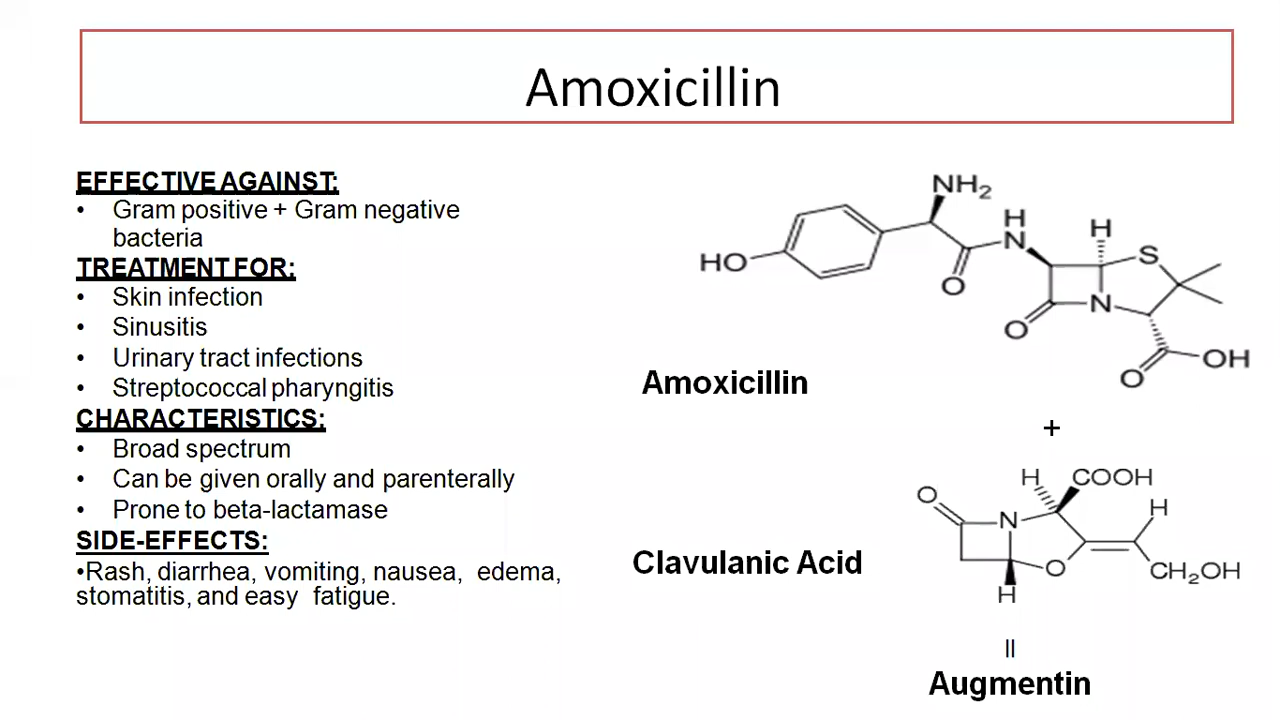 Amoxicillin
EFFECTIVE AGAINST:
• Gram positive + Gram negative
bacteria
TREATMENT FOR:
• Skin infection
• Sinusitis
• Urinary tract infections
• Streptococcal pharyngitis
CHARACTERISTICS:
• Broad spectrum
• Can be given orally and parenterally
• Prone to beta-lactamase
SIDE-EFFECTS:
•Rash, diarrhea, vomiting, nausea, edema,
stomatitis, and easy fatigue.
NH₂
H
N
H
S
HO
O
N
O
OH
O
Amoxicillin
+
H
COOH
O
N
H
O
CH₂OH
H
Clavulanic Acid
=
Augmentin